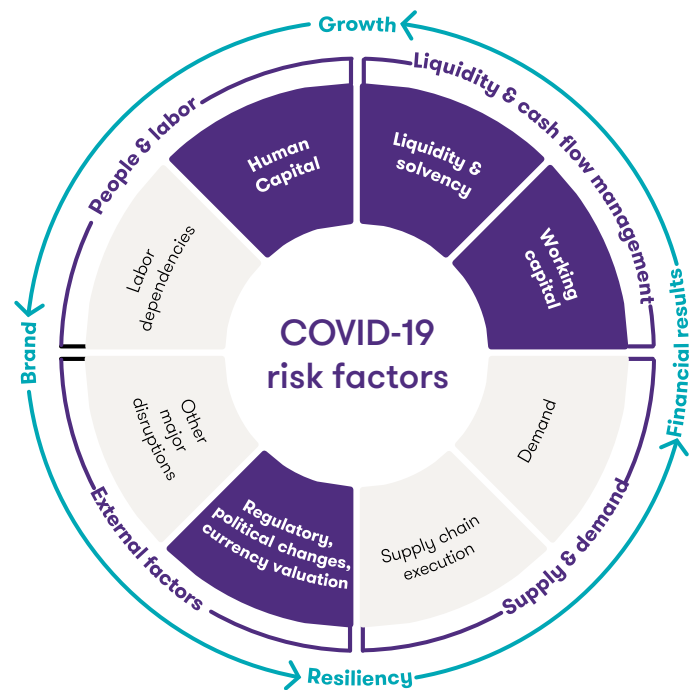 Growth
Liquidity & cash flow management
People & labor
Human
Capital
Liquidity &
solvency
Working
capital
Labor
dependencies
Financial results
Brand
COVID-19
risk factors
Other
major
disruptions
Demand
Regulatory,
political changes,
currency valuation
Supply chain
execution
External factors
Supply & demand
Resiliency